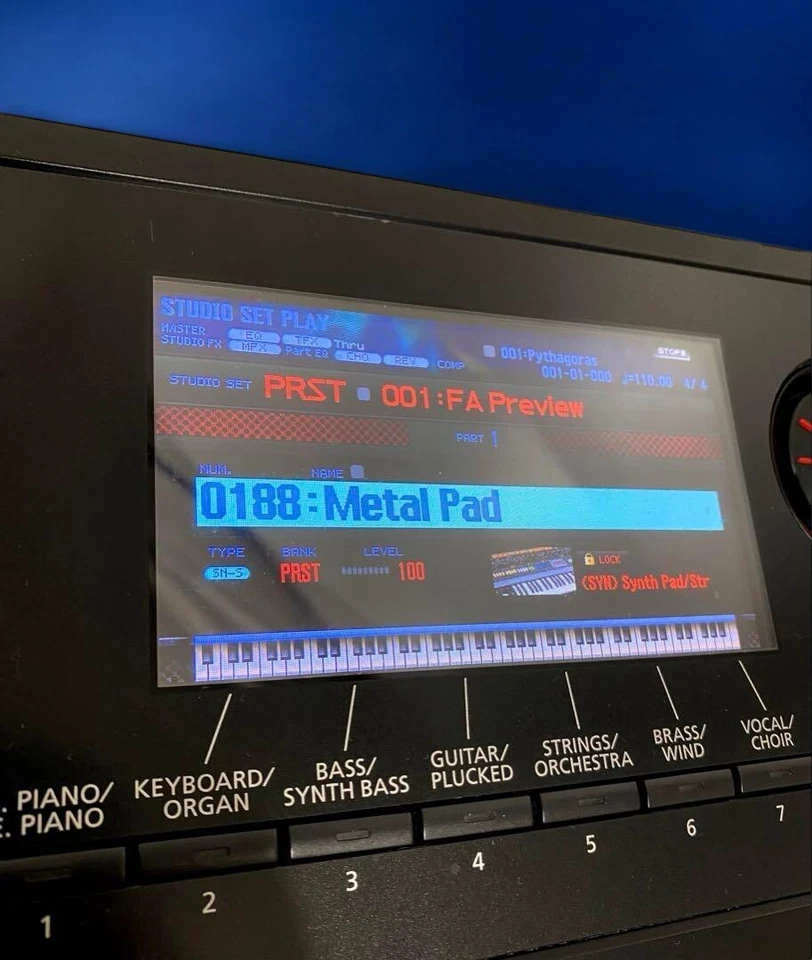 STUDIO SET PLAY
MASTER EQ TFX Thru
STUDIO FX MFX Part EQ CHO REV COMP
001:Pythagoras STOP
001-01-000 ♩=110.00 4/4
STUDIO SET PRST 001:FA Preview
PART 1
NUM. NAME
0188:Metal Pad
TYPE BANK LEVEL
SN-S PRST 100
LOCK
(SYN) Synth Pad/Str
. PIANO/
E. PIANO
KEYBOARD/
ORGAN
BASS/
SYNTH BASS
GUITAR/
PLUCKED
STRINGS/
ORCHESTRA
BRASS/
WIND
VOCAL/
CHOIR
1 2 3 4 5 6 7